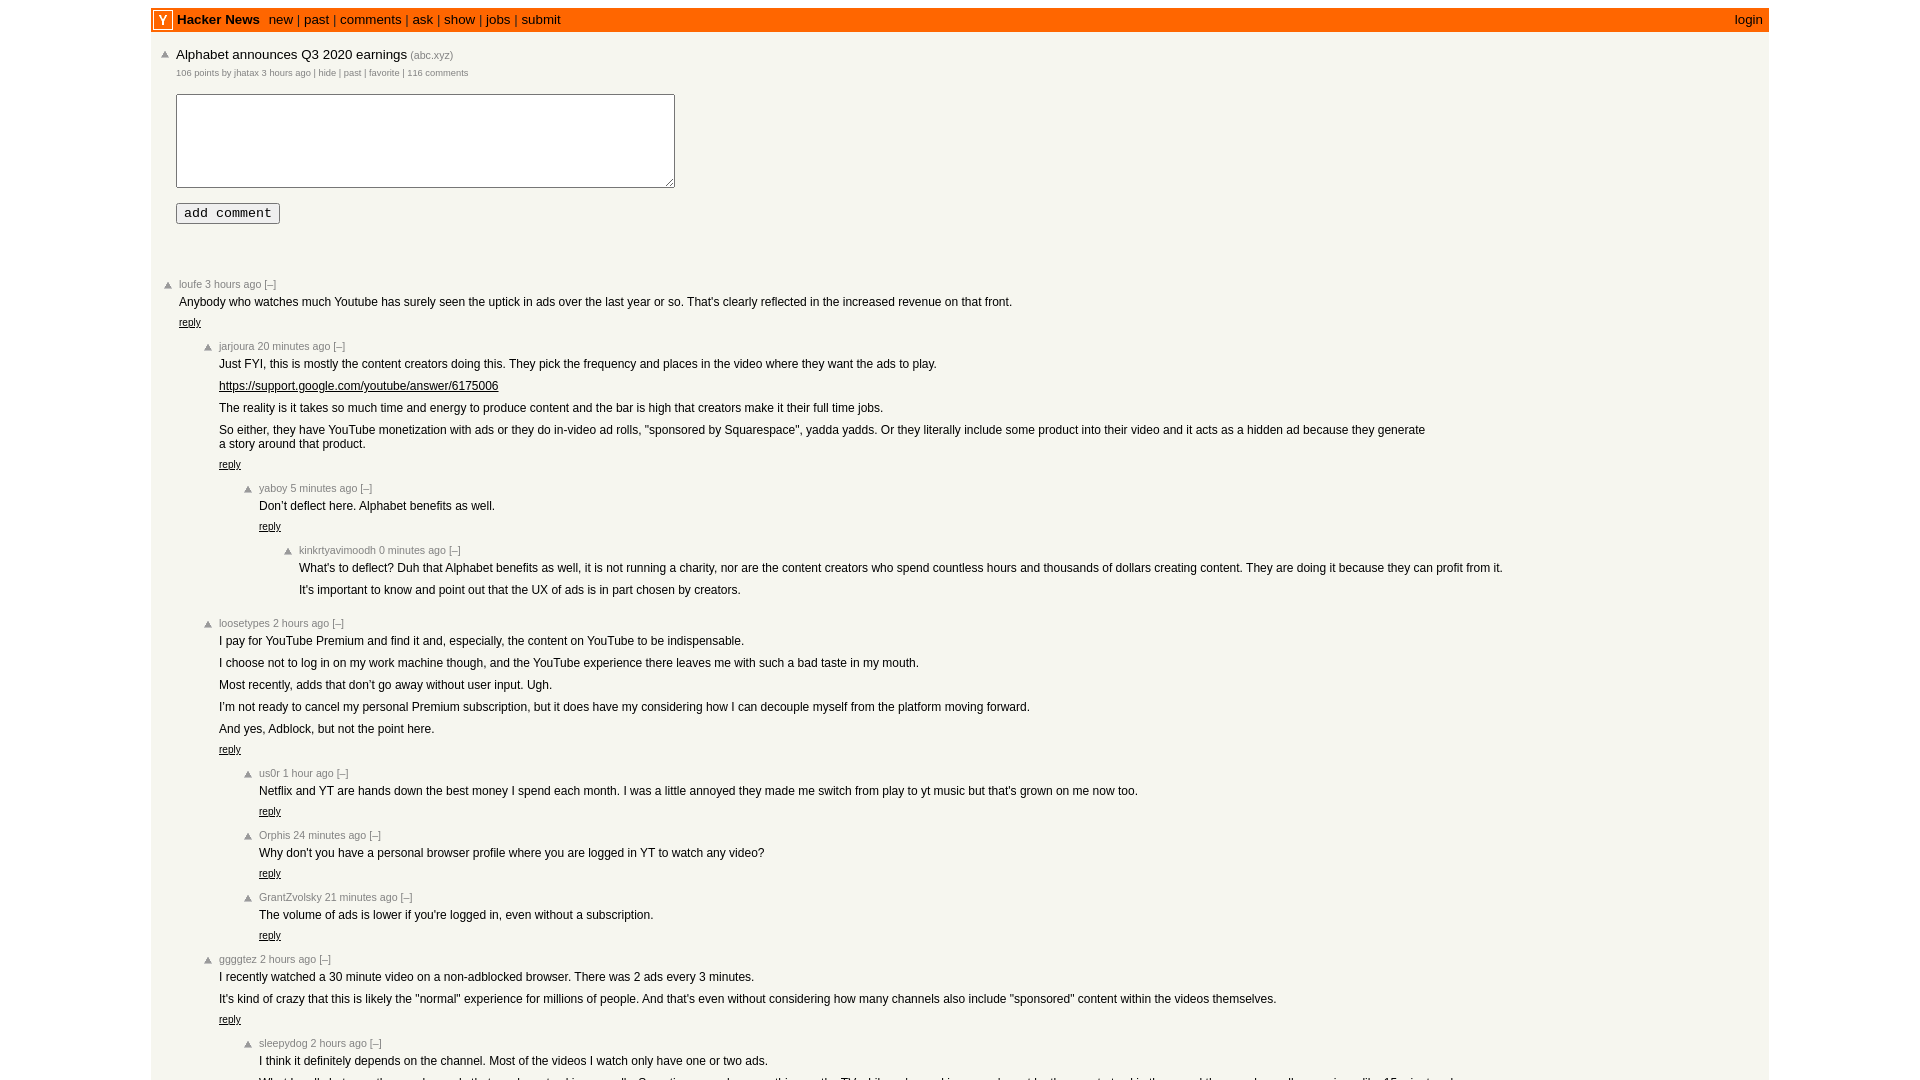 Y Hacker News new | past | comments | ask | show | jobs | submit login
Alphabet announces Q3 2020 earnings (abc.xyz)
106 points by jhatax 3 hours ago | hide | past | favorite | 116 comments
add comment
loufe 3 hours ago [–]
Anybody who watches much Youtube has surely seen the uptick in ads over the last year or so. That's clearly reflected in the increased revenue on that front.
reply
jarjoura 20 minutes ago [–]
Just FYI, this is mostly the content creators doing this. They pick the frequency and places in the video where they want the ads to play.
https://support.google.com/youtube/answer/6175006
The reality is it takes so much time and energy to produce content and the bar is high that creators make it their full time jobs.
So either, they have YouTube monetization with ads or they do in-video ad rolls, "sponsored by Squarespace", yadda yadds. Or they literally include some product into their video and it acts as a hidden ad because they generate
a story around that product.
reply
yaboy 5 minutes ago [–]
Don’t deflect here. Alphabet benefits as well.
reply
kinkrtyavimoodh 0 minutes ago [–]
What's to deflect? Duh that Alphabet benefits as well, it is not running a charity, nor are the content creators who spend countless hours and thousands of dollars creating content. They are doing it because they can profit from it.
It's important to know and point out that the UX of ads is in part chosen by creators.
loosetypes 2 hours ago [–]
I pay for YouTube Premium and find it and, especially, the content on YouTube to be indispensable.
I choose not to log in on my work machine though, and the YouTube experience there leaves me with such a bad taste in my mouth.
Most recently, adds that don’t go away without user input. Ugh.
I’m not ready to cancel my personal Premium subscription, but it does have my considering how I can decouple myself from the platform moving forward.
And yes, Adblock, but not the point here.
reply
us0r 1 hour ago [–]
Netflix and YT are hands down the best money I spend each month. I was a little annoyed they made me switch from play to yt music but that's grown on me now too.
reply
Orphis 24 minutes ago [–]
Why don't you have a personal browser profile where you are logged in YT to watch any video?
reply
GrantZvolsky 21 minutes ago [–]
The volume of ads is lower if you're logged in, even without a subscription.
reply
ggggtez 2 hours ago [–]
I recently watched a 30 minute video on a non-adblocked browser. There was 2 ads every 3 minutes.
It's kind of crazy that this is likely the "normal" experience for millions of people. And that's even without considering how many channels also include "sponsored" content within the videos themselves.
reply
sleepydog 2 hours ago [–]
I think it definitely depends on the channel. Most of the videos I watch only have one or two ads.